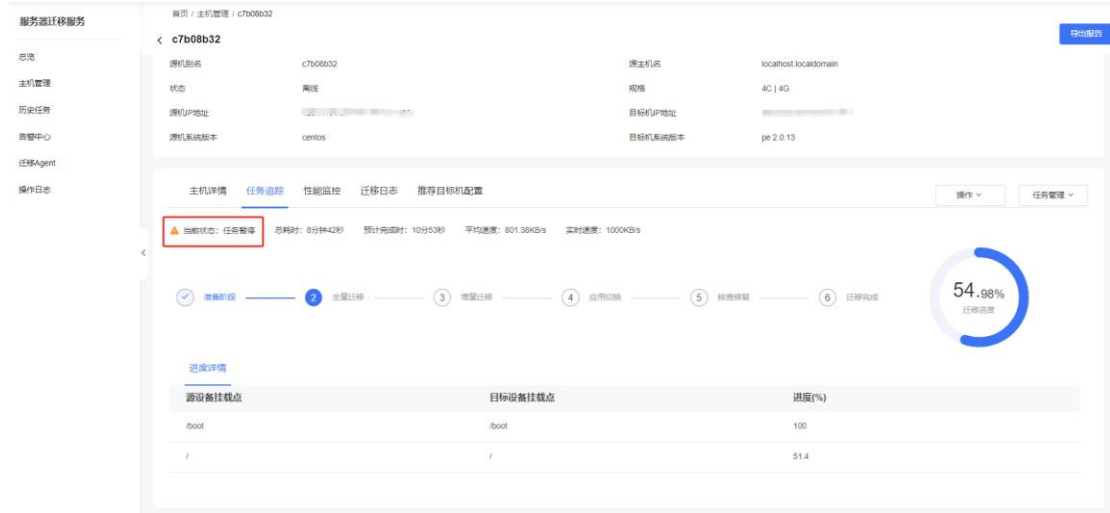 服务器迁移服务
总览
主机管理
历史任务
告警中心
迁移Agent
操作日志
首页 / 主机管理 / c7b08b32
c7b08b32
导出报告
源机别名 c7b08b32 源主机名 localhost.localdomain
状态 离线 规格 4C | 4G
源机IP地址 目标机IP地址
源机系统版本 centos 目标机系统版本 pe 2.0.13
主机详情 任务追踪 性能监控 迁移日志 推荐目标机配置 操作 任务管理
当前状态：任务暂停 总耗时：8分钟42秒 预计完成时：10分53秒 平均速度：801.38KB/s 实时速度：1000KB/s
准备阶段 2 全量迁移 3 增量迁移 4 应用切换 5 核查修复 6 迁移完成
54.98%
迁移进度
进度详情
源设备挂载点 目标设备挂载点 进度(%)
/boot /boot 100
/ / 51.4